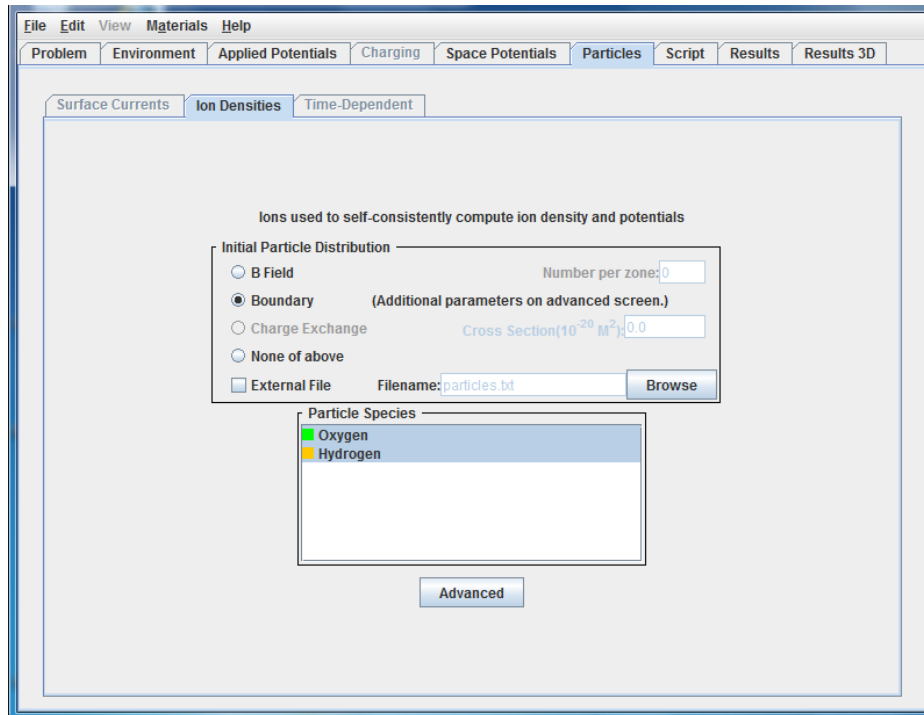 File Edit View Materials Help
Problem Environment Applied Potentials Charging Space Potentials Particles Script Results Results 3D
Surface Currents Ion Densities Time-Dependent
Ions used to self-consistently compute ion density and potentials
Initial Particle Distribution
B Field Number per zone: 0
Boundary (Additional parameters on advanced screen.)
Charge Exchange Cross Section(10⁻²⁰ M²): 0.0
None of above
External File Filename: particles.txt Browse
Particle Species
Oxygen
Hydrogen
Advanced